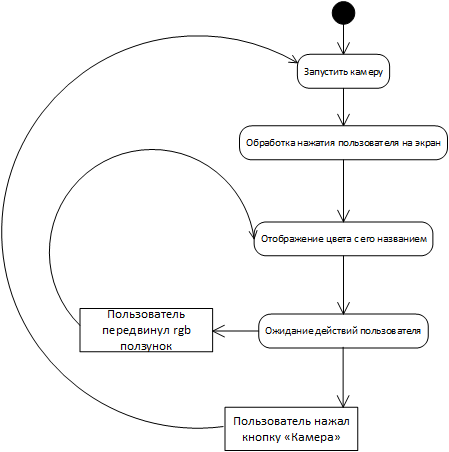 Запустить камеру
Обработка нажатия пользователя на экран
Отображение цвета с его названием
Ожидание действий пользователя
Пользователь
передвинул rgb
ползунок
Пользователь нажал
кнопку «Камера»